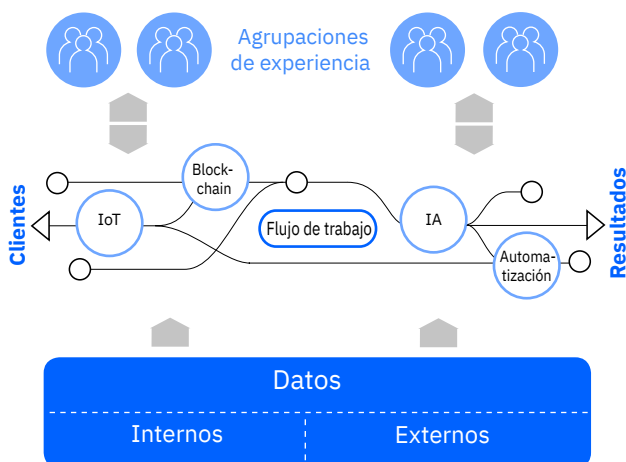 Agrupaciones
de experiencia
Clientes
Block-
chain
IoT
Flujo de trabajo
IA
Automa-
tización
Resultados
Datos
Internos
Externos